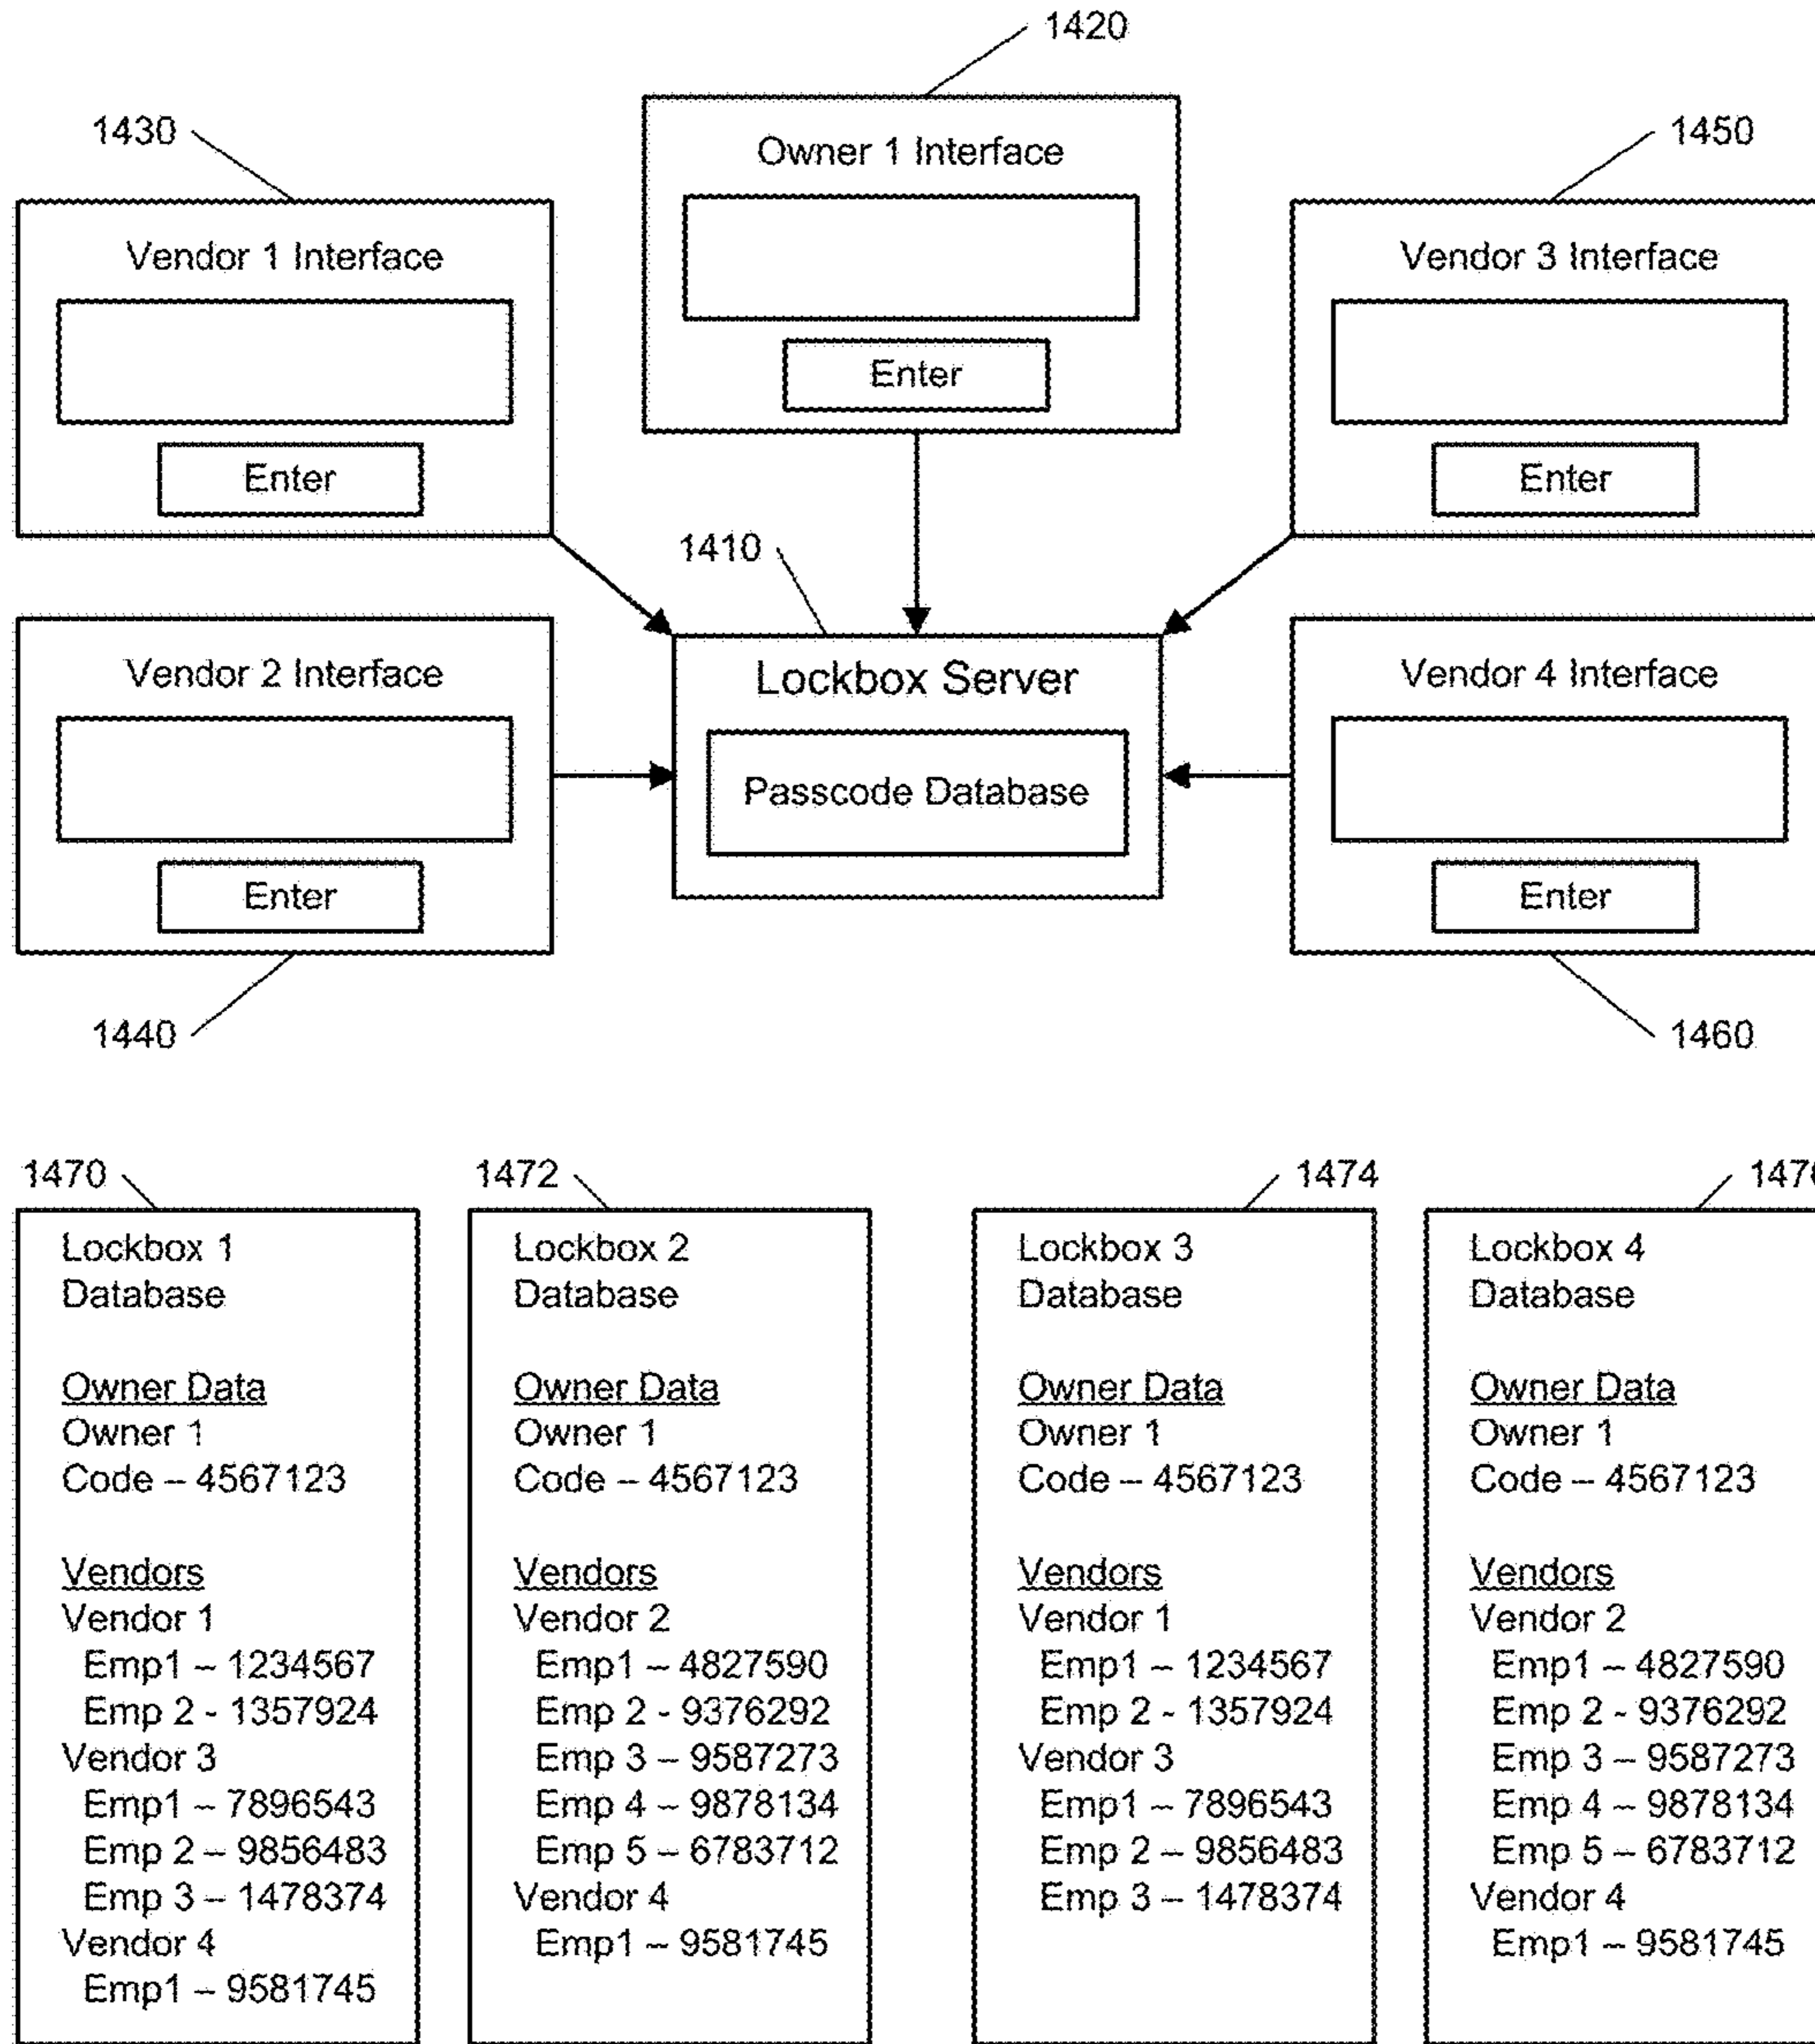 1420
1430
1450
Owner 1 Interface
Enter
Vendor 1 Interface
Enter
Vendor 3 Interface
Enter
1410
Lockbox Server
Passcode Database
Vendor 2 Interface
Enter
Vendor 4 Interface
Enter
1440
1460
1470
Lockbox 1
Database
Owner Data
Owner 1
Code – 4567123
Vendors
Vendor 1
Emp1 – 1234567
Emp 2 - 1357924
Vendor 3
Emp1 – 7896543
Emp 2 – 9856483
Emp 3 – 1478374
Vendor 4
Emp1 – 9581745
1472
Lockbox 2
Database
Owner Data
Owner 1
Code – 4567123
Vendors
Vendor 2
Emp1 – 4827590
Emp 2 - 9376292
Emp 3 – 9587273
Emp 4 – 9878134
Emp 5 – 6783712
Vendor 4
Emp1 – 9581745
1474
Lockbox 3
Database
Owner Data
Owner 1
Code – 4567123
Vendors
Vendor 1
Emp1 – 1234567
Emp 2 - 1357924
Vendor 3
Emp1 – 7896543
Emp 2 – 9856483
Emp 3 – 1478374
Lockbox 4
Database
Owner Data
Owner 1
Code – 4567123
Vendors
Vendor 2
Emp1 – 4827590
Emp 2 - 9376292
Emp 3 – 9587273
Emp 4 – 9878134
Emp 5 – 6783712
Vendor 4
Emp1 – 9581745